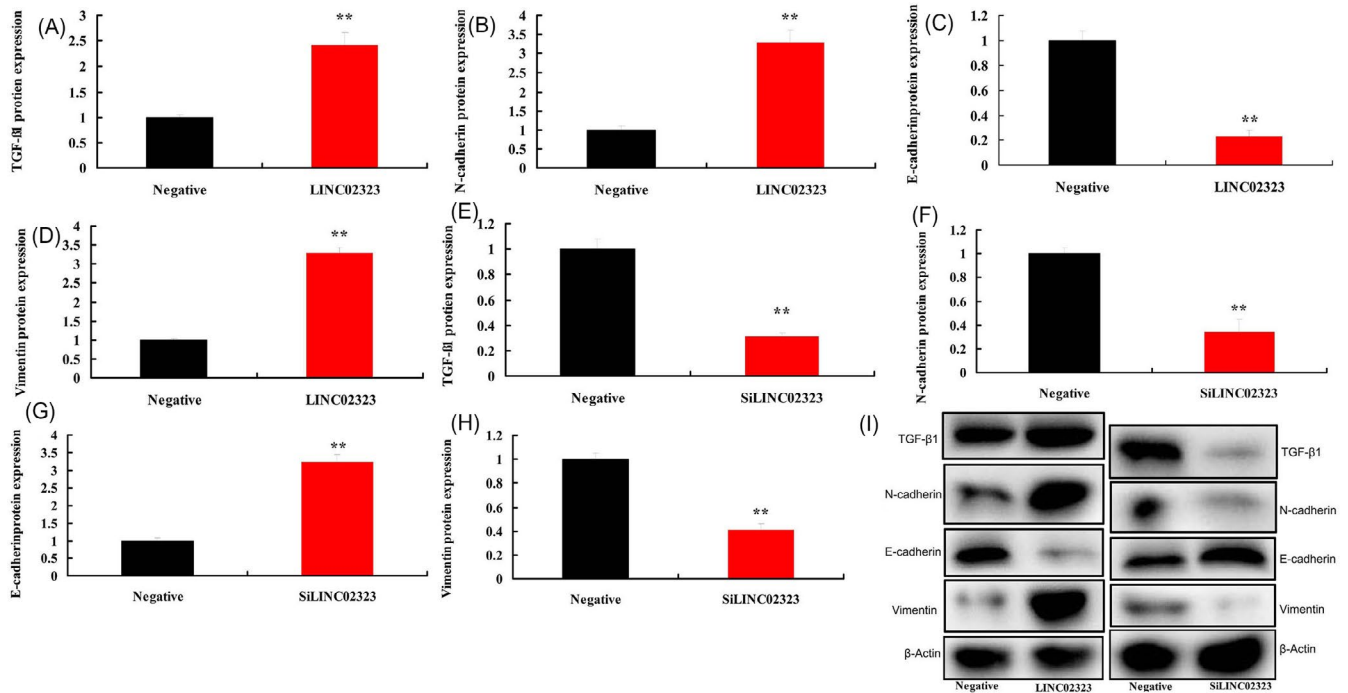 (A)
TGF-ßl protien expression
3
2.5
2
1.5
1
0.5
0
**
Negative
LINC02323
(B)
N-cadherin protein expression
4
3.5
3
2.5
2
1.5
1
0.5
0
**
Negative
LINC02323
(C)
E-cadherinprotein expression
1.2
1
0.8
0.6
0.4
0.2
0
**
Negative
LINC02323
(D)
Vimentin protein expression
4
3.5
3
2.5
2
1.5
1
0.5
0
**
Negative
LINC02323
(E)
TGF-ßl protien expression
1.2
1
0.8
0.6
0.4
0.2
0
**
Negative
SiLINC02323
(F)
N-cadherin protein expression
1.2
1
0.8
0.6
0.4
0.2
0
**
Negative
SiLINC02323
(G)
E-cadherinprotein expression
4
3.5
3
2.5
2
1.5
1
0.5
0
**
Negative
SiLINC02323
(H)
Vimentin protein expression
1.2
1
0.8
0.6
0.4
0.2
0
**
Negative
SiLINC02323
(I)
TGF-β1
N-cadherin
E-cadherin
Vimentin
β-Actin
Negative
LINC02323
TGF-β1
N-cadherin
E-cadherin
Vimentin
β-Actin
Negative
SiLINC02323